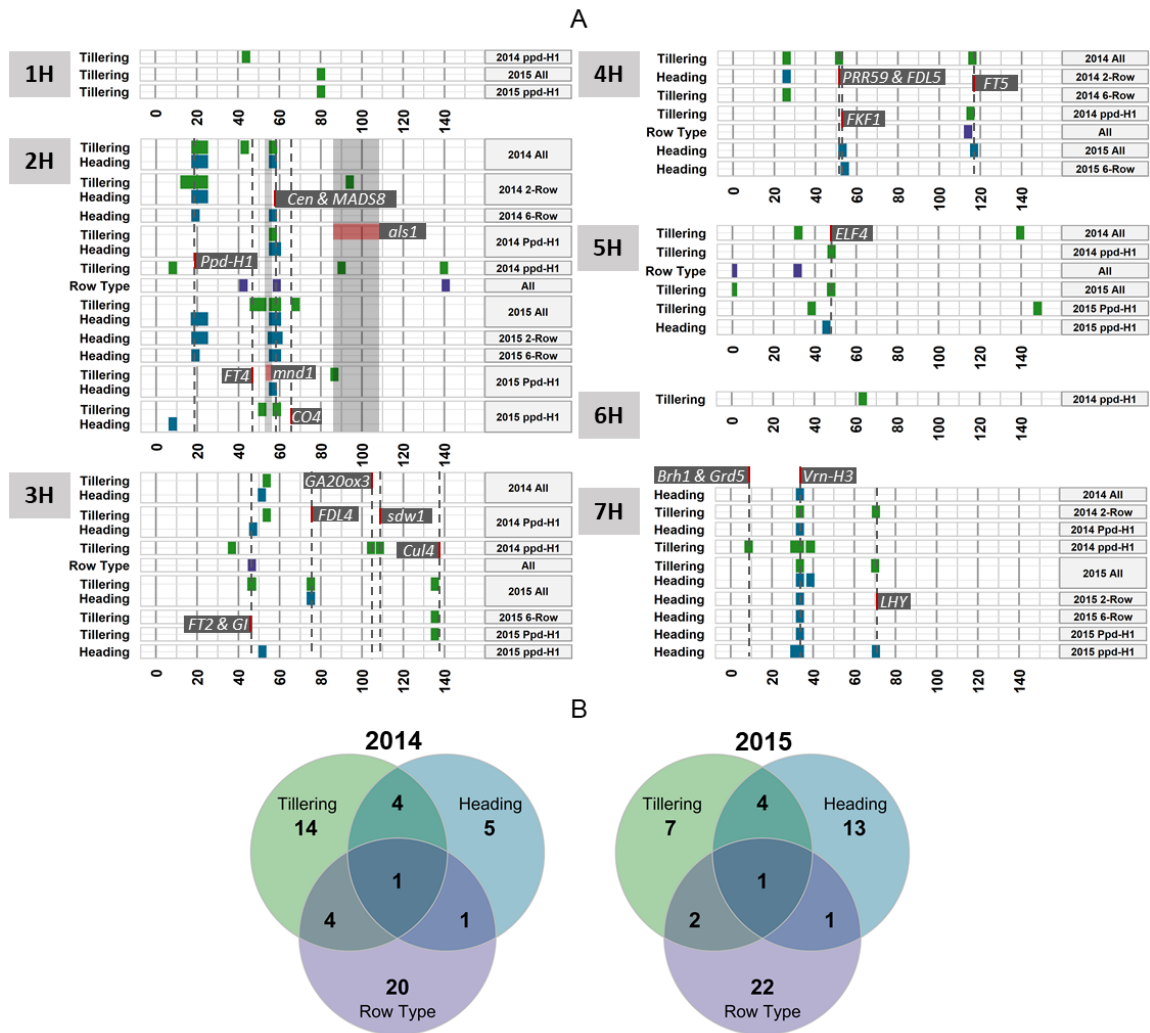 A
1H
Tillering 2014 ppd-H1
Tillering 2015 All
Tillering 2015 ppd-H1
2H
Tillering 2014 All
Heading
Tillering 2014 2-Row
Heading
Cen & MADS8
Heading 2014 6-Row
als1
Tillering 2014 Ppd-H1
Heading
Ppd-H1
Tillering 2014 ppd-H1
Row Type All
Tillering 2015 All
Heading
Heading 2015 2-Row
Heading 2015 6-Row
Tillering FT4 mnd1 2015 Ppd-H1
Heading
Tillering CO4 2015 ppd-H1
Heading
0 20 40 60 80 100 120 140
3H
Tillering GA20ox3 2014 All
Heading
Tillering FDL4 sdw1 2014 Ppd-H1
Heading
Tillering Cul4 2014 ppd-H1
Row Type All
Tillering 2015 All
Heading
Tillering FT2 & GI 2015 6-Row
Tillering 2015 Ppd-H1
Heading 2015 ppd-H1
0 20 40 60 80 100 120 140
4H
Tillering 2014 All
Heading PRR59 & FDL5 FT5 2014 2-Row
Tillering 2014 6-Row
Tillering FKF1 2014 ppd-H1
Row Type All
Heading 2015 All
Heading 2015 6-Row
0 20 40 60 80 100 120 140
5H
Tillering ELF4 2014 All
Tillering 2014 ppd-H1
Row Type All
Tillering 2015 All
Tillering 2015 Ppd-H1
Heading 2015 ppd-H1
0 20 40 60 80 100 120 140
6H
Tillering 2014 ppd-H1
7H
Brh1 & Grd5 Vrn-H3
Heading 2014 All
Tillering 2014 2-Row
Heading 2014 Ppd-H1
Tillering 2014 ppd-H1
Tillering 2015 All
Heading
Heading LHY 2015 2-Row
Heading 2015 6-Row
Heading 2015 Ppd-H1
Heading 2015 ppd-H1
0 20 40 60 80 100 120 140
B
2014
Tillering 14
4
Heading 5
1
4
1
20
Row Type
2015
Tillering 7
4
Heading 13
1
2
1
22
Row Type